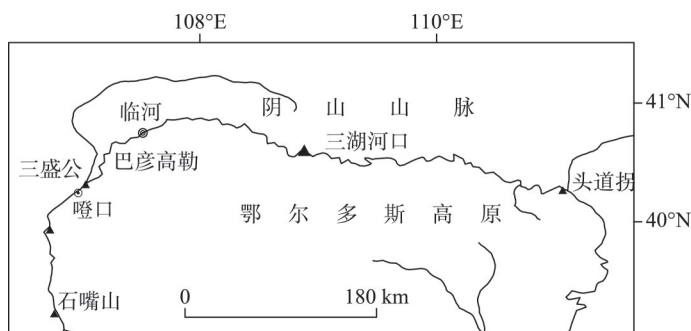 108°E
110°E
阴山山脉
41°N
临河
三湖河口
三盛公
巴彦高勒
头道拐
噔口
鄂尔多斯高原
40°N
石嘴山
0
180 km